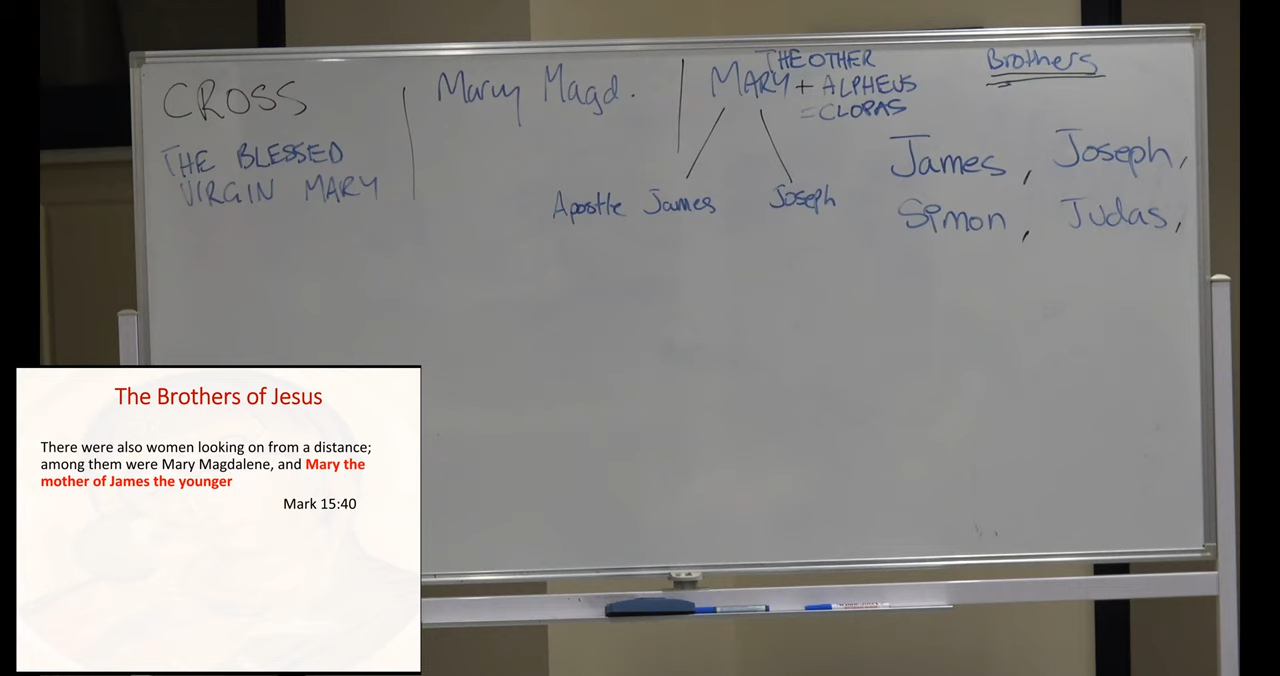 CROSS
THE BLESSED
VIRGIN MARY
Mary Magd.
THE OTHER
MARY + ALPHEUS
= CLOPAS
Apostle James
Joseph
Brothers
James, Joseph,
Simon, Judas,
The Brothers of Jesus
There were also women looking on from a distance;
among them were Mary Magdalene, and Mary the
mother of James the younger
Mark 15:40